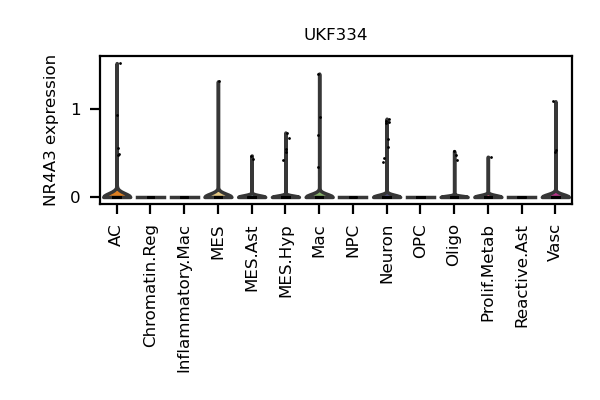 UKF334
NR4A3 expression
1
0
AC
Chromatin.Reg
Inflammatory.Mac
MES
MES.Ast
MES.Hyp
Mac
NPC
Neuron
OPC
Oligo
Prolif.Metab
Reactive.Ast
Vasc